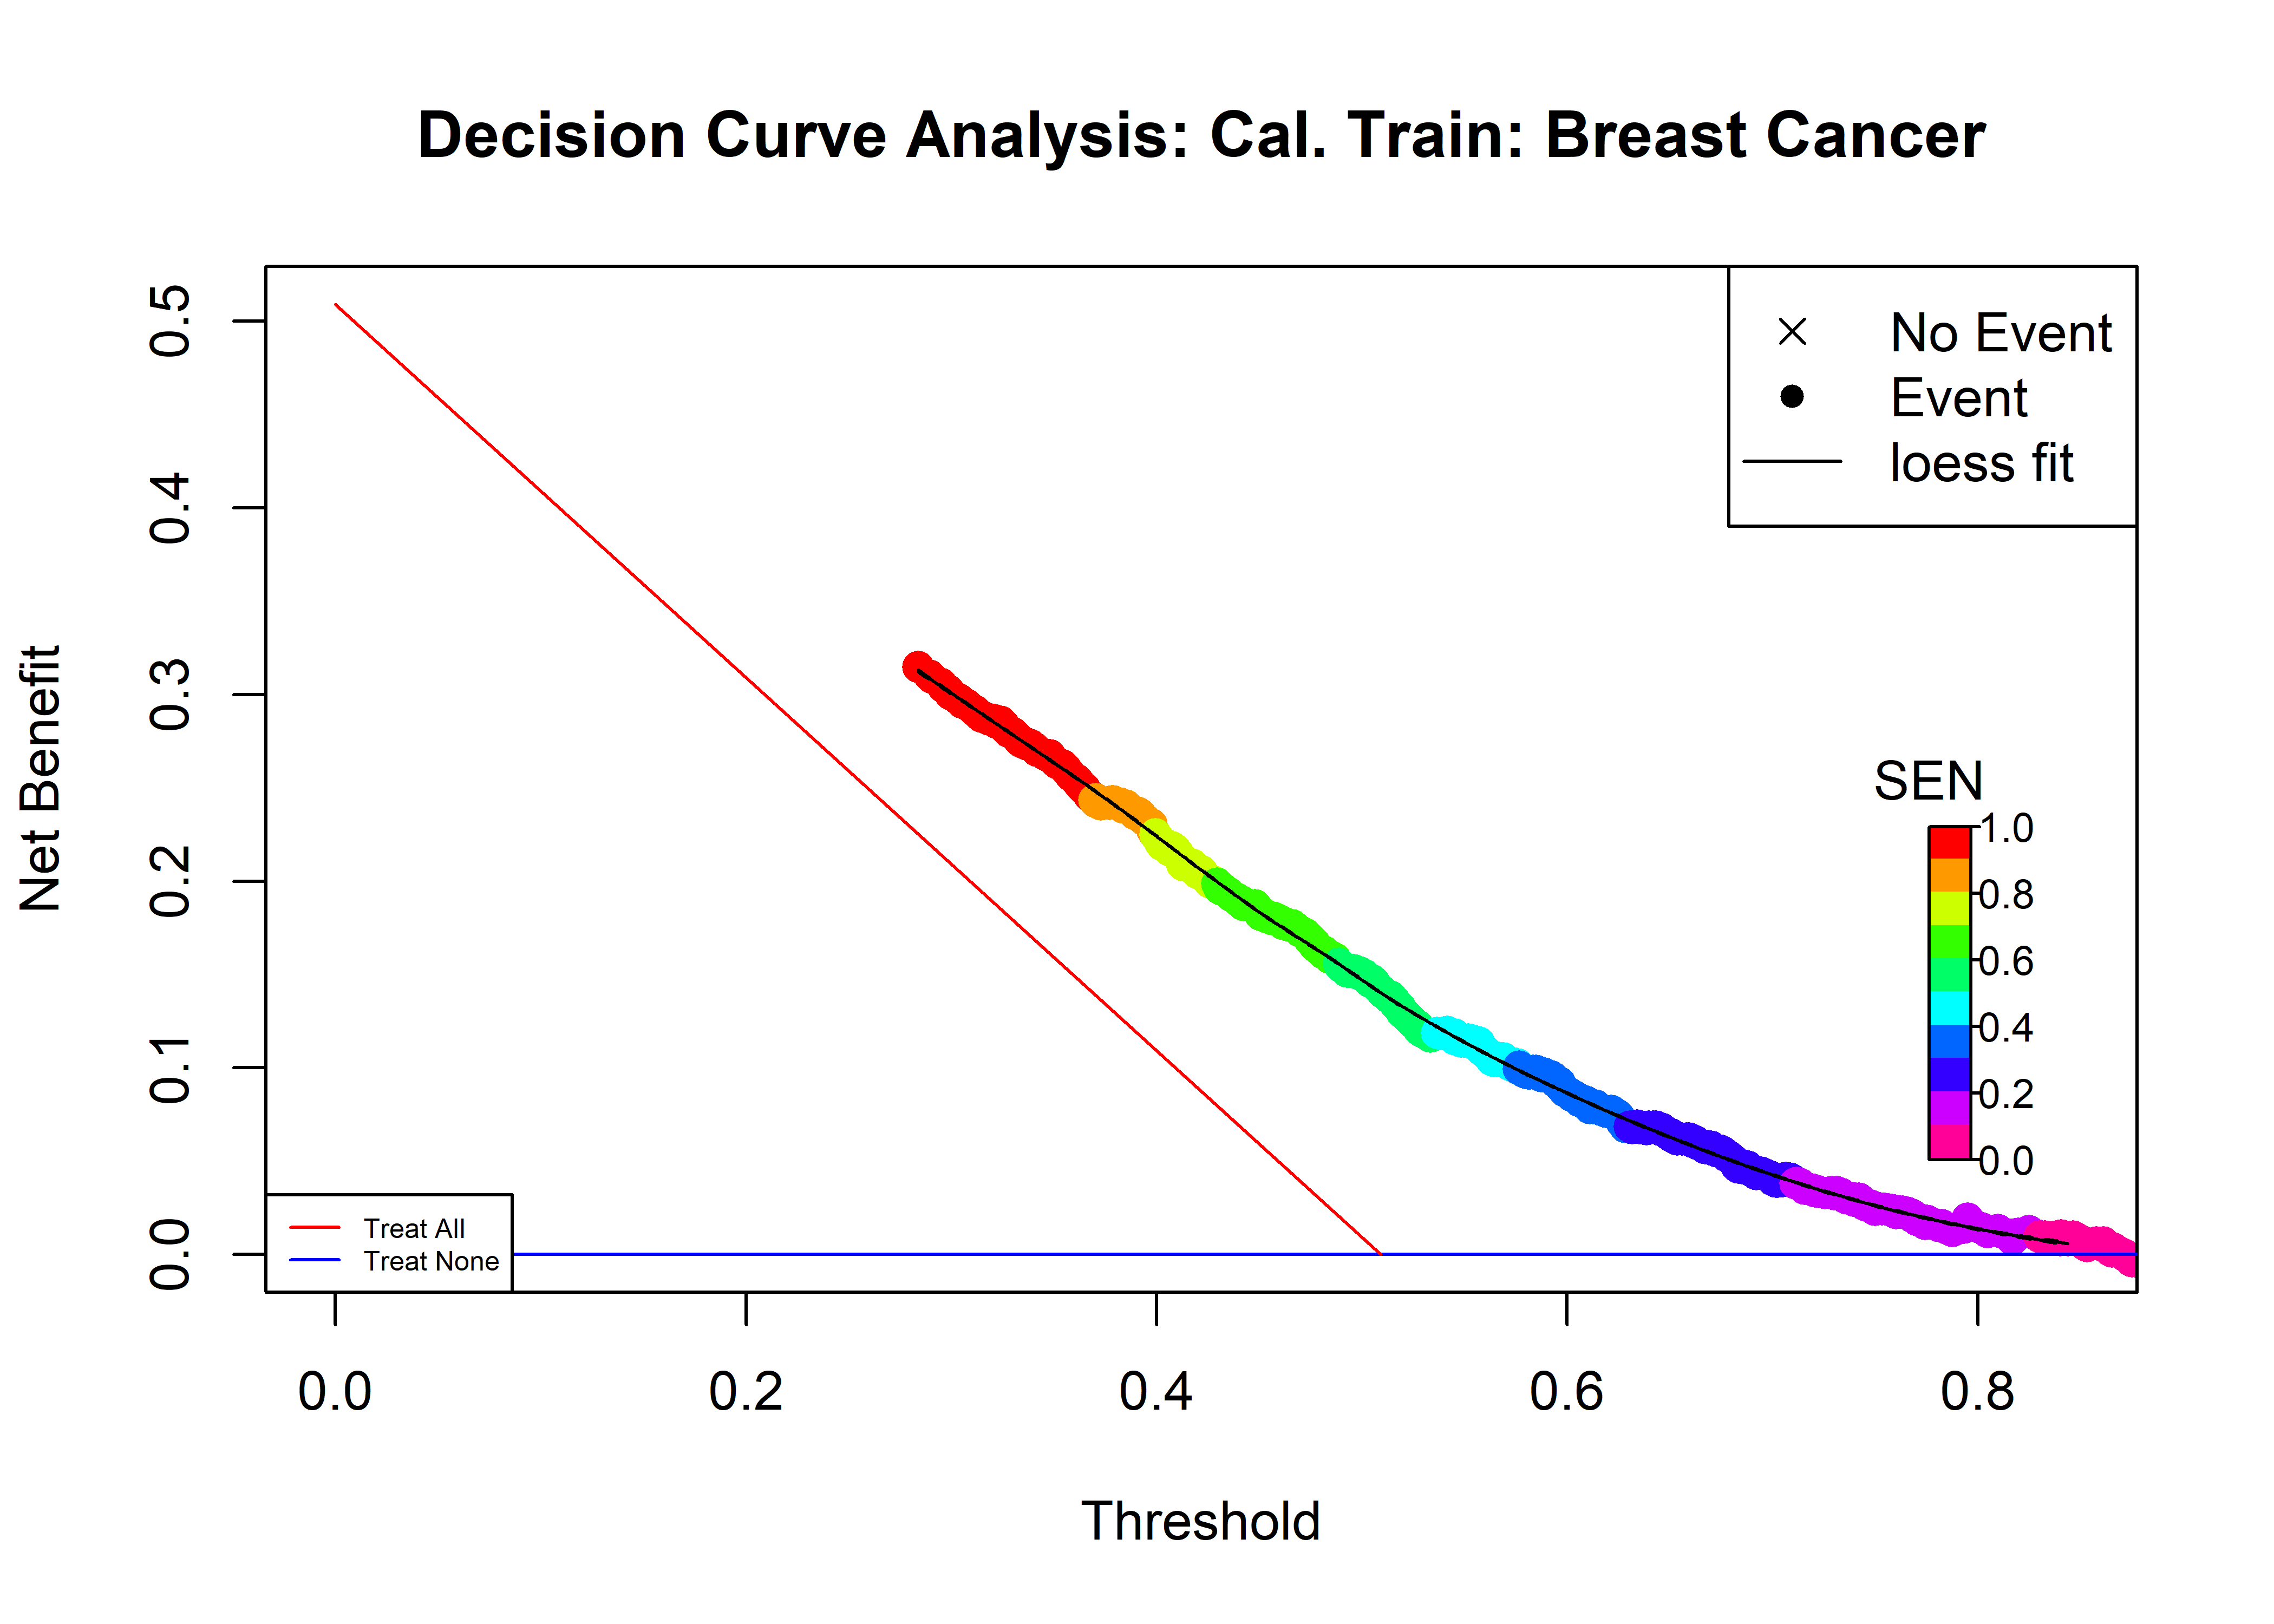 Decision Curve Analysis: Cal. Train: Breast Cancer
No Event
Event
loess fit
Net Benefit
0.5
0.4
0.3
0.2
0.1
0.0
SEN
1.0
0.8
0.6
0.4
0.2
0.0
Treat All
Treat None
0.0 0.2 0.4 0.6 0.8
Threshold